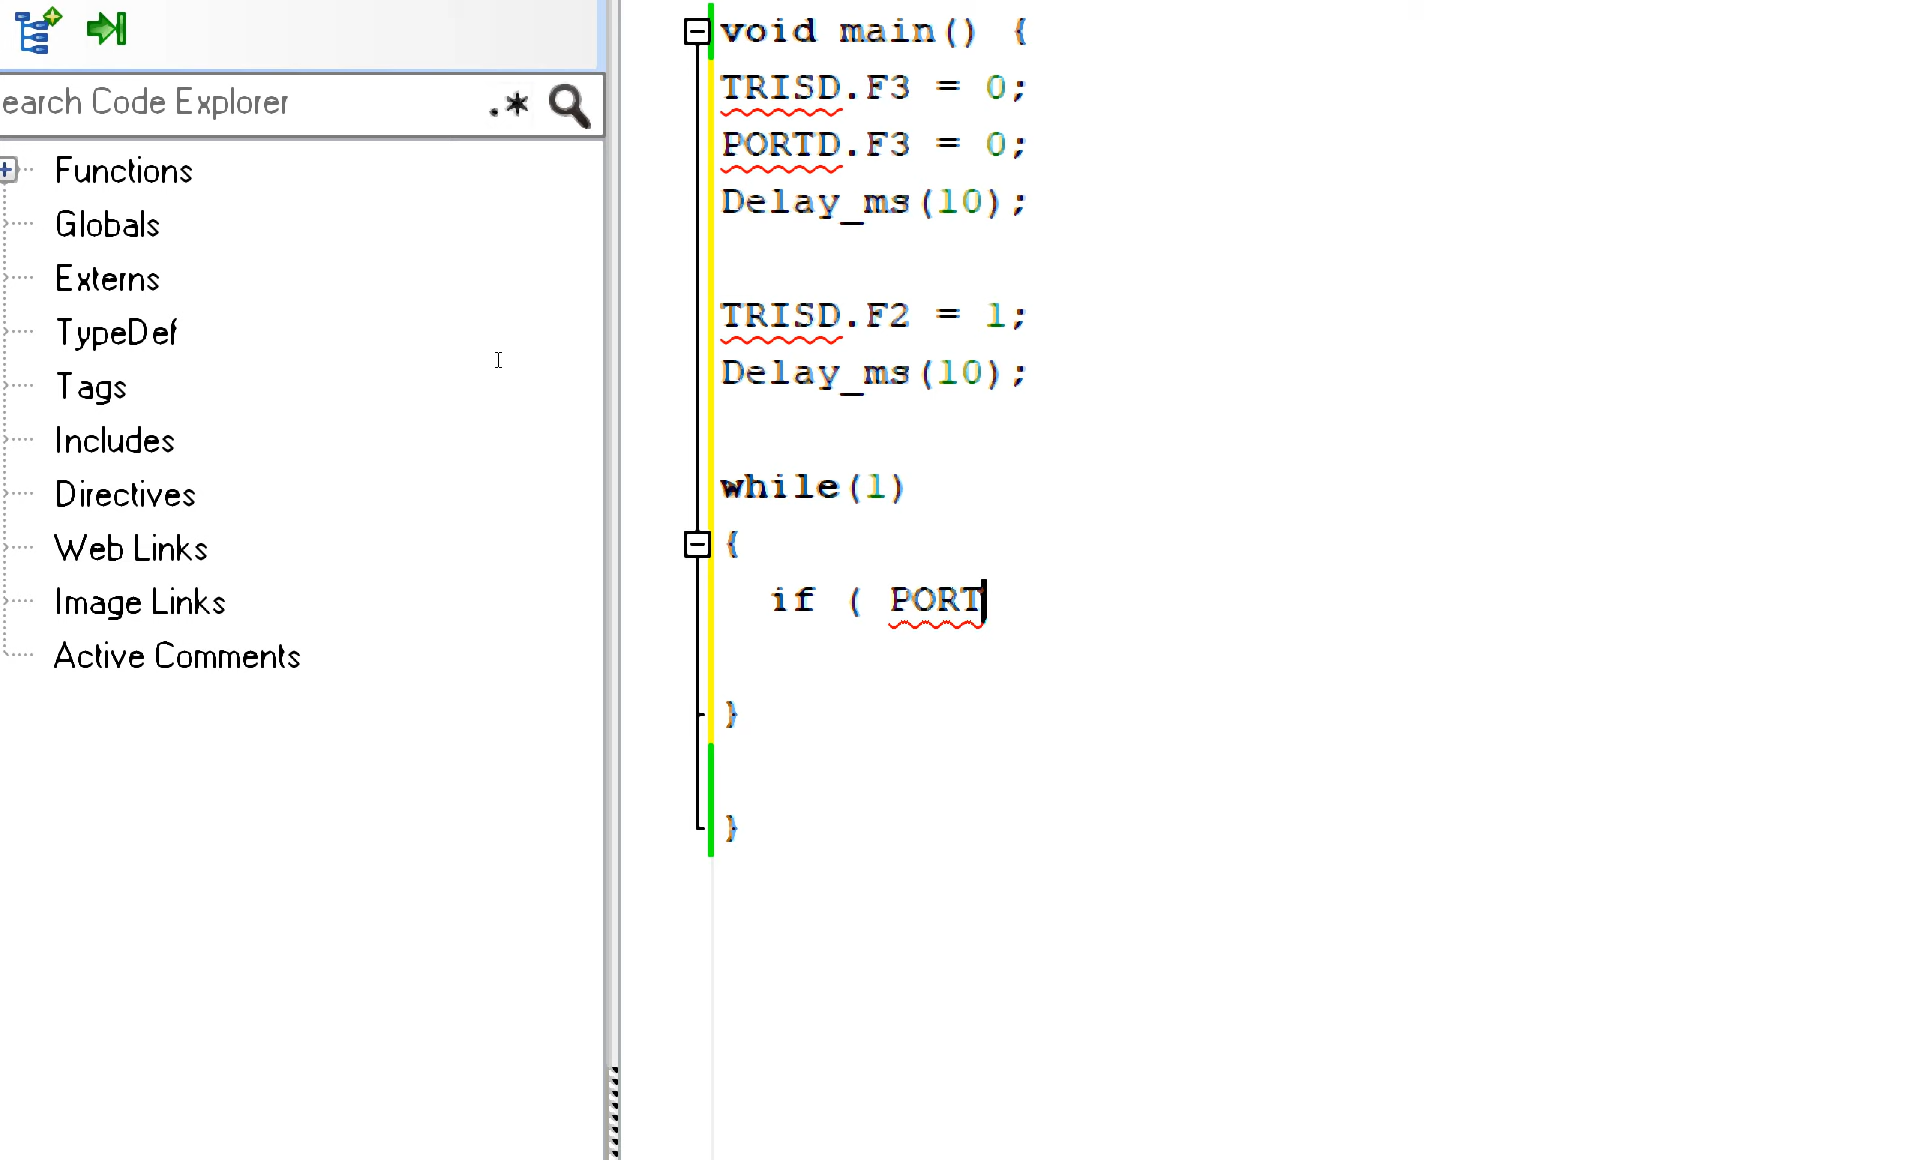 earch Code Explorer
.*
Functions
Globals
Externs
TypeDef
Tags
Includes
Directives
Web Links
Image Links
Active Comments
void main() {
TRISD.F3 = 0;
PORTD.F3 = 0;
Delay_ms(10);
TRISD.F2 = 1;
Delay_ms(10);
while(1)
{
if ( PORT
}
}